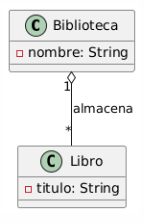 C Biblioteca
nombre: String
1
almacena
*
C Libro
titulo: String